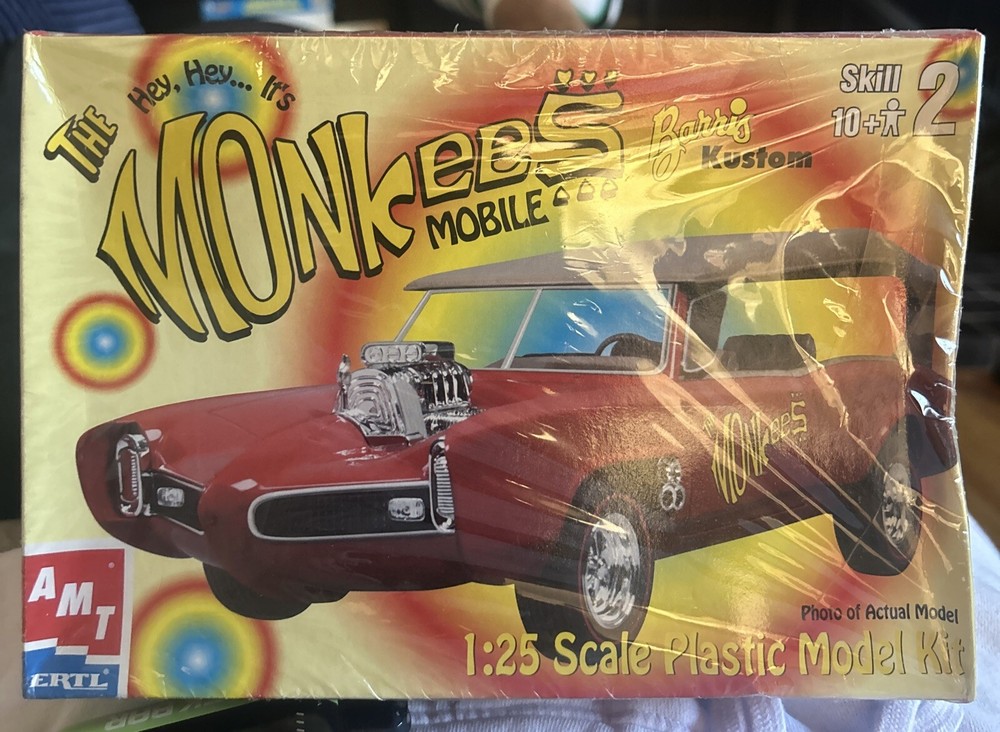 Hey, Hey... It's
THE
MONKEES
MOBILE
Barris
Kustom
Skill 2
10+
MONKEES
AMT
ERTL
Photo of Actual Model
1:25 Scale Plastic Model Kit